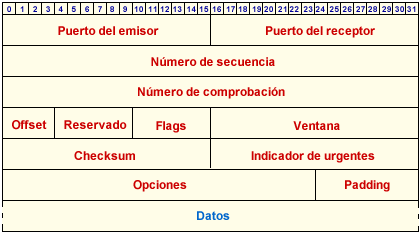 0 1 2 3 4 5 6 7 8 9 10 11 12 13 14 15 16 17 18 19 20 21 22 23 24 25 26 27 28 29 30 31
Puerto del emisor Puerto del receptor
Número de secuencia
Número de comprobación
Offset Reservado Flags Ventana
Checksum Indicador de urgentes
Opciones Padding
Datos